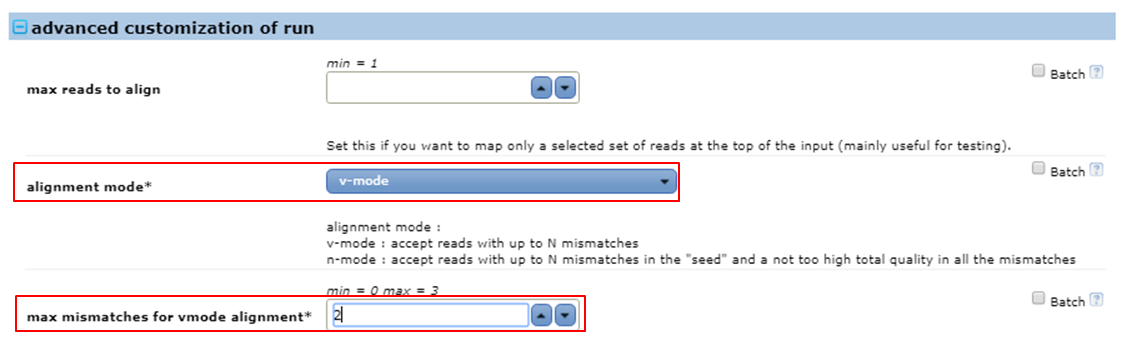 advanced customization of run
min = 1
max reads to align
Batch ?
Set this if you want to map only a selected set of reads at the top of the input (mainly useful for testing).
alignment mode*
v-mode
Batch ?
alignment mode :
v-mode : accept reads with up to N mismatches
n-mode : accept reads with up to N mismatches in the "seed" and a not too high total quality in all the mismatches
min = 0 max = 3
max mismatches for vmode alignment*
2
Batch ?